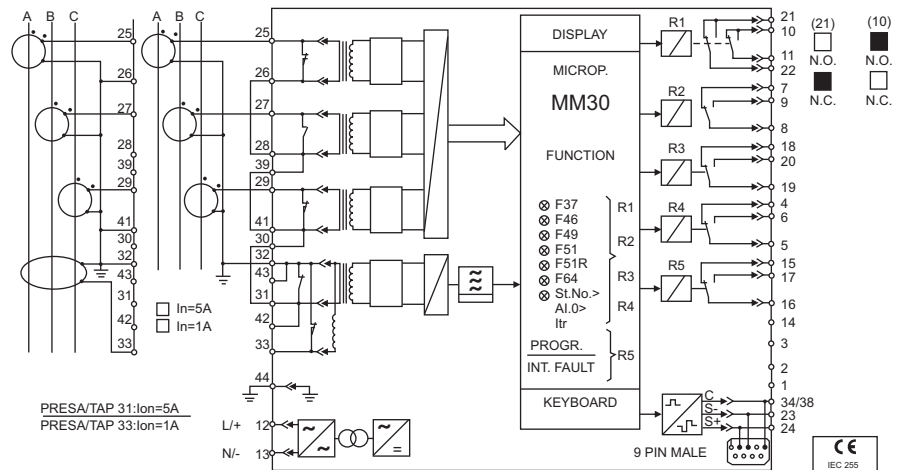 A B C
A B C
25
26
27
28
39
29
41
30
32
43
31
42
33
25
26
27
28
39
29
41
30
32
43
31
42
33
44
L/+ 12
N/- 13
In=5A
In=1A
PRESA/TAP 31:Ion=5A
PRESA/TAP 33:Ion=1A
DISPLAY
MICROP.
MM30
FUNCTION
F37
F46
F49
F51
F51R
F64
St.No.>
Al.0>
Itr
R1
R2
R3
R4
PROGR.
INT. FAULT
R5
KEYBOARD
R1
R2
R3
R4
R5
21
10
11
22
7
9
8
18
20
19
4
6
5
15
17
16
14
3
2
1
34/38
23
24
C
S-
S+
9 PIN MALE
(21) (10)
N.O. N.O.
N.C. N.C.
CE
IEC 255